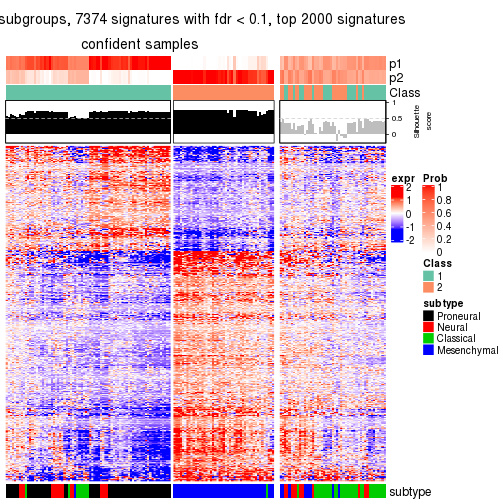 subgroups, 7374 signatures with fdr < 0.1, top 2000 signatures
confident samples
p1
p2
Class
1
0.5
0
Silhouette
score
expr
2
1
0
-1
-2
Prob
1
0.8
0.6
0.4
0.2
0
Class
1
2
subtype
Proneural
Neural
Classical
Mesenchymal
subtype